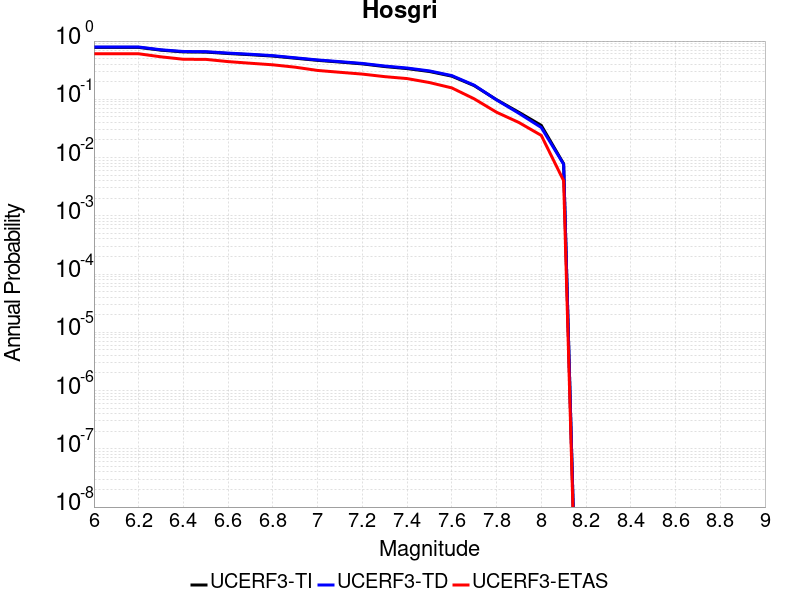 Hosgri
Annual Probability
10^0
10^-1
10^-2
10^-3
10^-4
10^-5
10^-6
10^-7
10^-8
6 6.2 6.4 6.6 6.8 7 7.2 7.4 7.6 7.8 8 8.2 8.4 8.6 8.8 9
Magnitude
UCERF3-TI UCERF3-TD UCERF3-ETAS